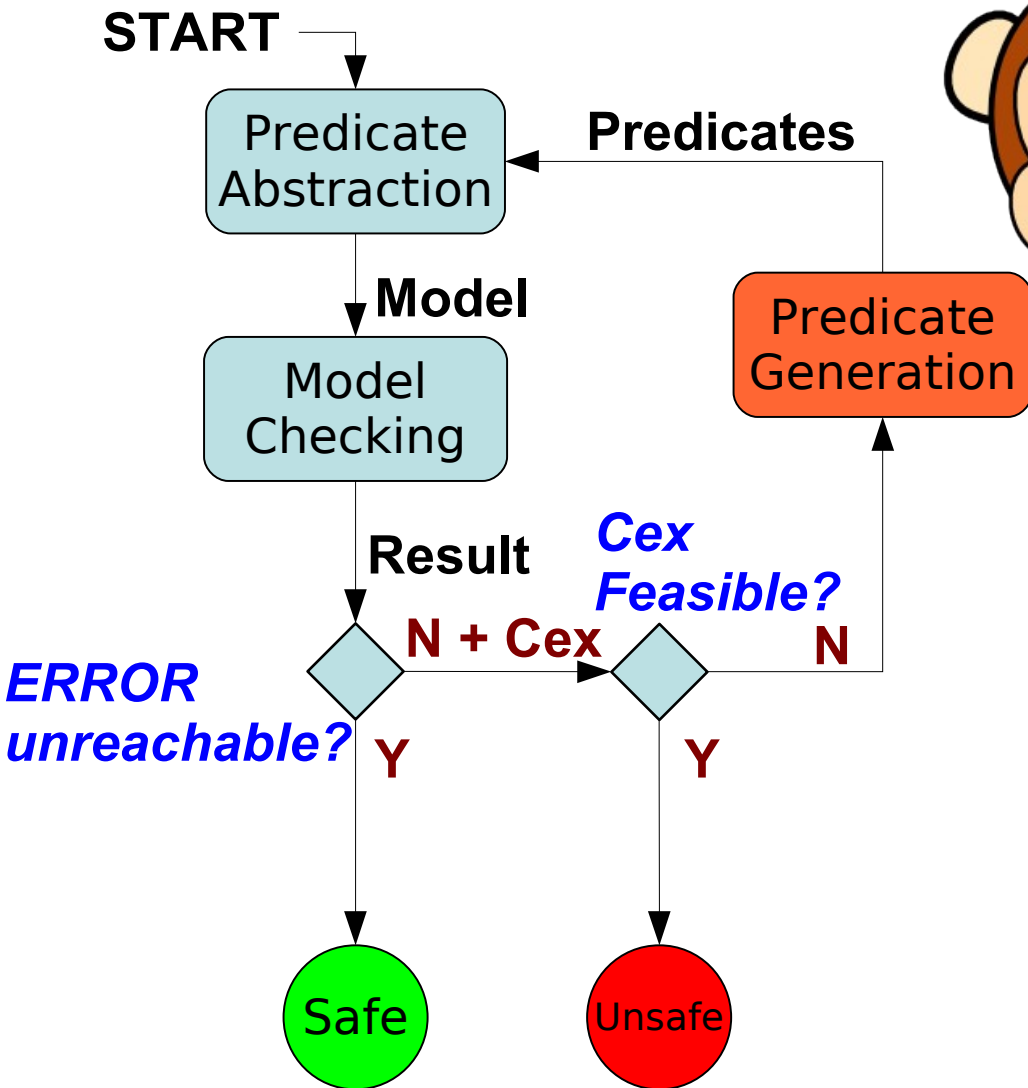 START
Predicate
Abstraction
Predicates
Model
Predicate
Generation
Model
Checking
Result
Cex
Feasible?
N + Cex
N
ERROR
unreachable?
Y
Y
Safe
Unsafe